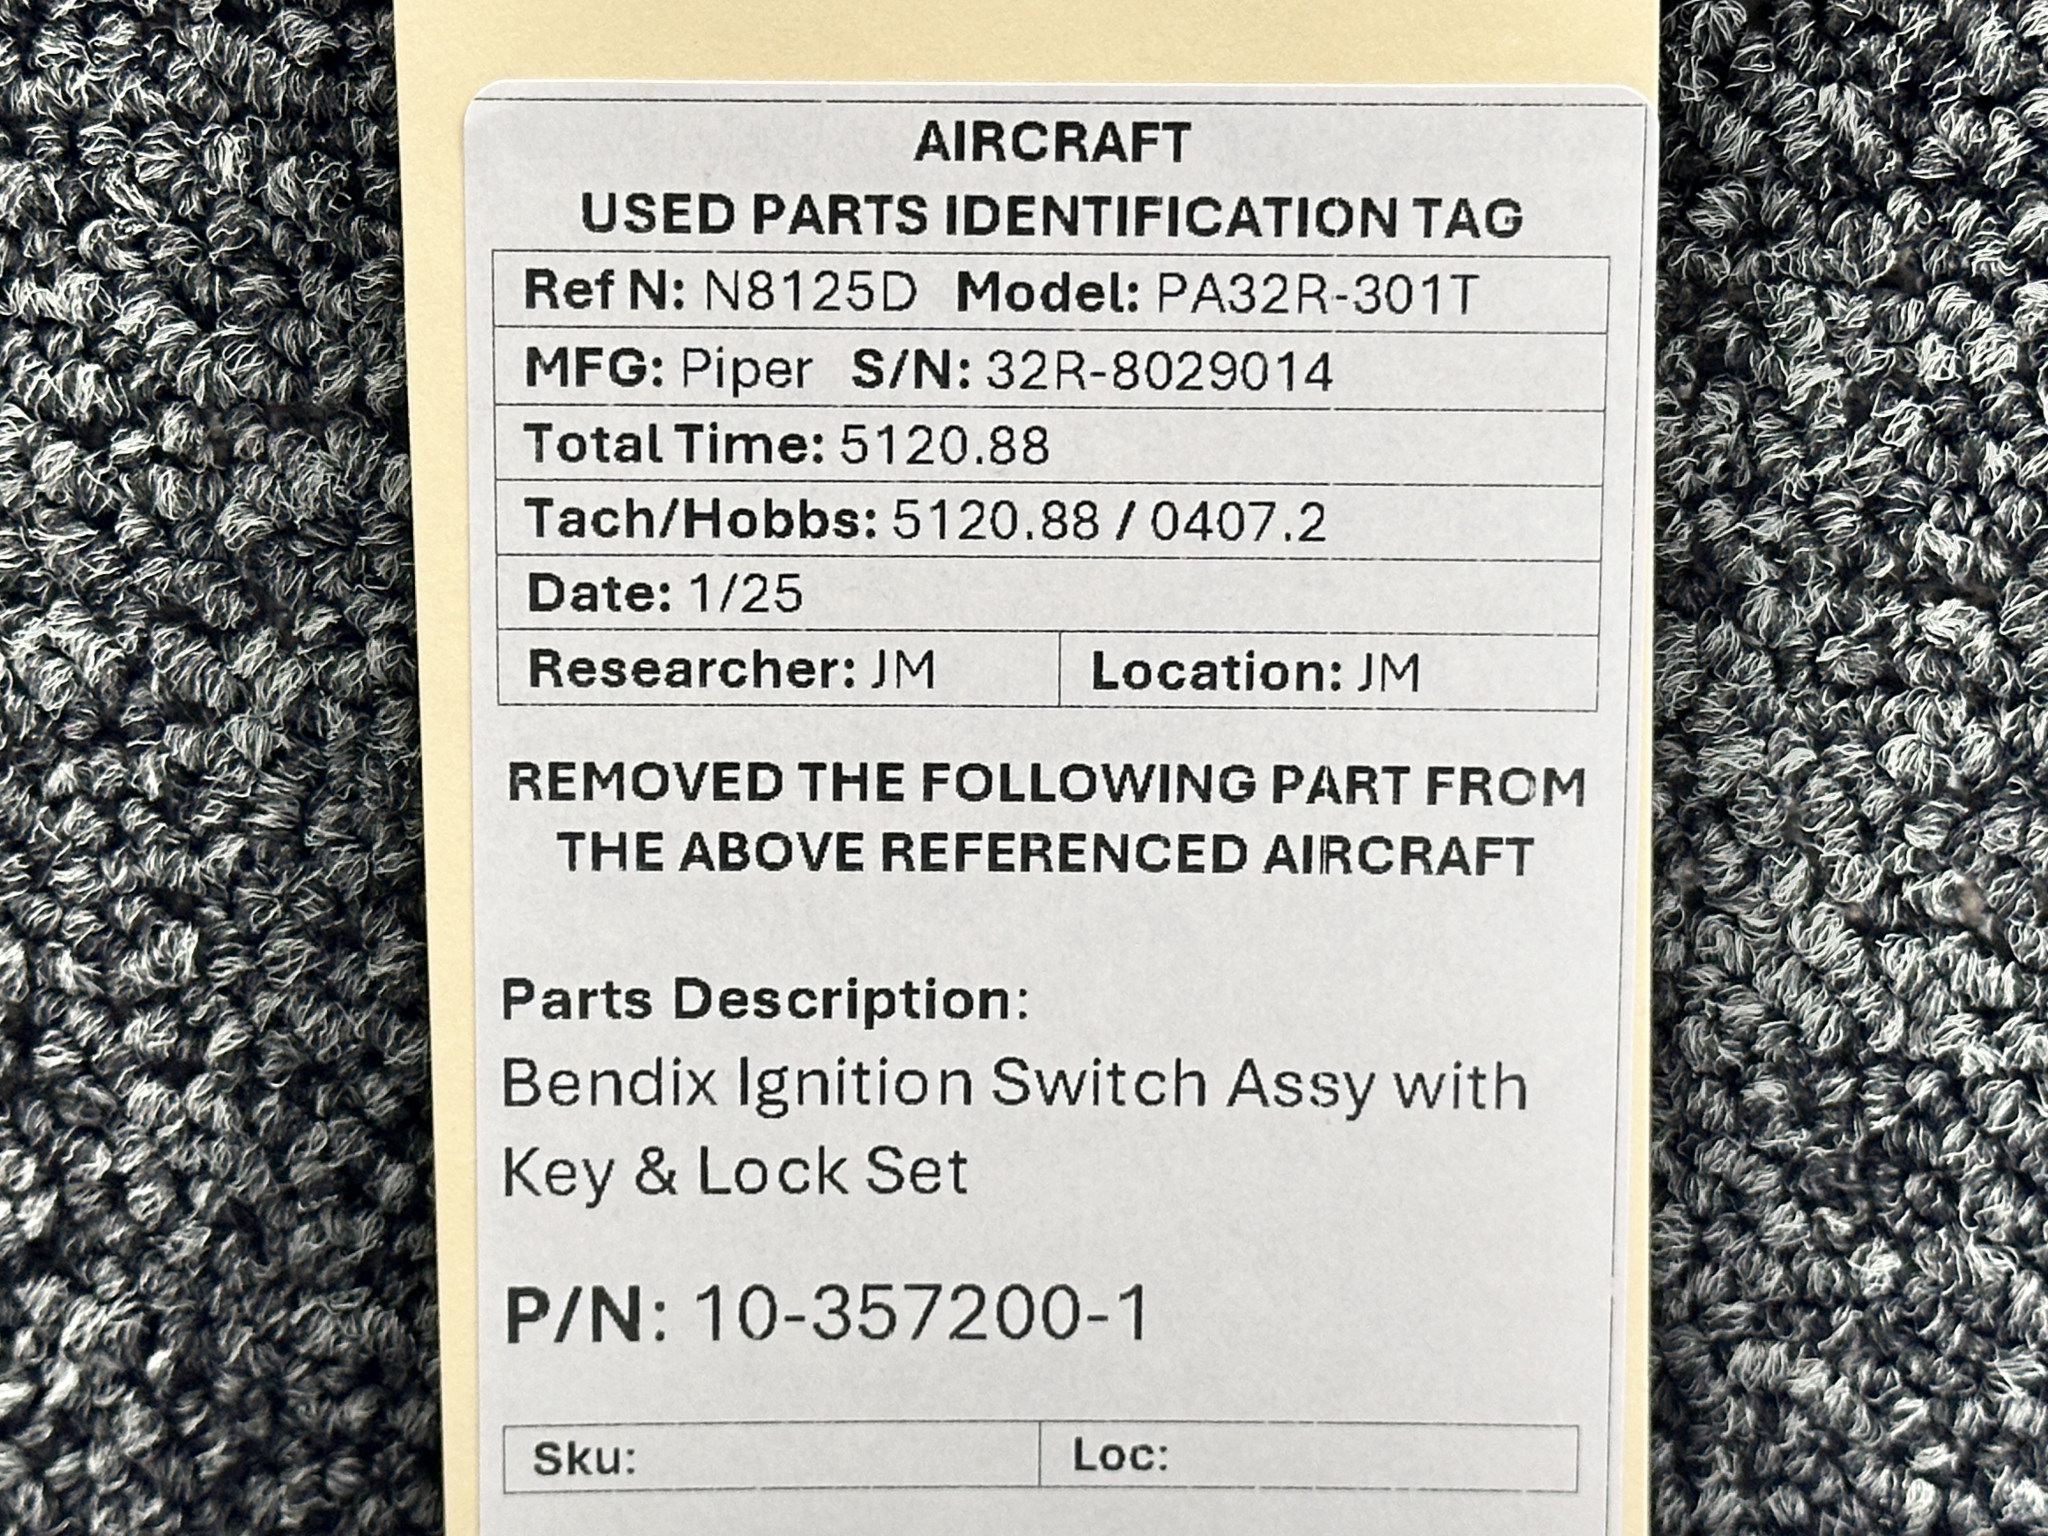 AIRCRAFT
USED PARTS IDENTIFICATION TAG
Ref N: N8125D Model: PA32R-301T
MFG: Piper S/N: 32R-8029014
Total Time: 5120.88
Tach/Hobbs: 5120.88 / 0407.2
Date: 1/25
Researcher: JM Location: JM
REMOVED THE FOLLOWING PART FROM
THE ABOVE REFERENCED AIRCRAFT
Parts Description:
Bendix Ignition Switch Assy with
Key & Lock Set
P/N: 10-357200-1
Sku: Loc: